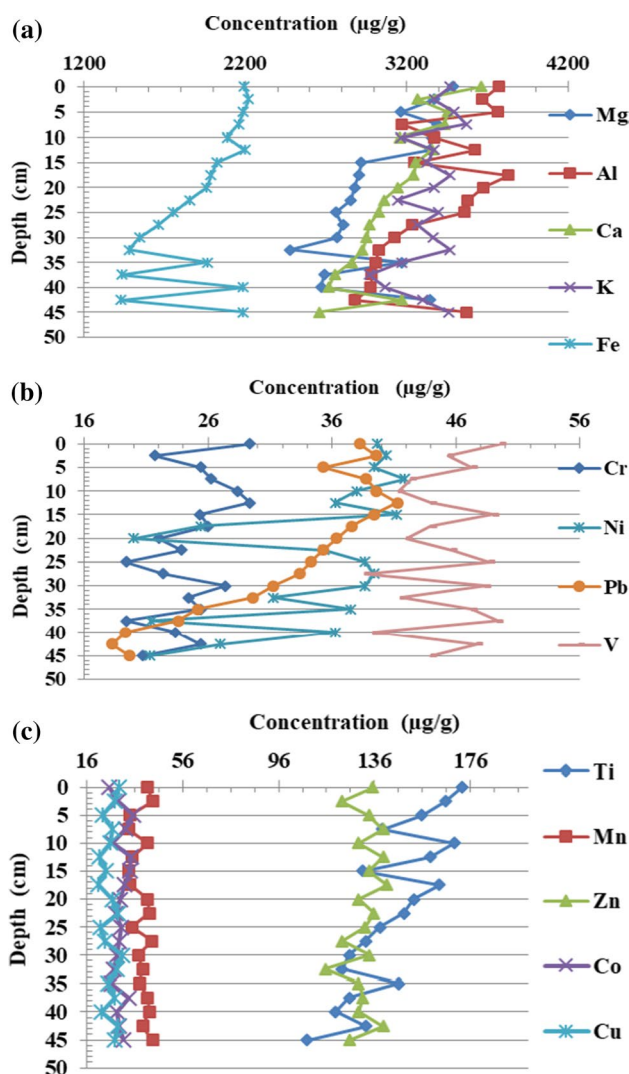 (a)
Concentration (µg/g)
1200 2200 3200 4200
Depth (cm)
0
5
10
15
20
25
30
35
40
45
50
Mg
Al
Ca
K
Fe
(b)
Concentration (µg/g)
16 26 36 46 56
Depth (cm)
0
5
10
15
20
25
30
35
40
45
50
Cr
Ni
Pb
V
(c)
Concentration (µg/g)
16 56 96 136 176
Depth (cm)
0
5
10
15
20
25
30
35
40
45
50
Ti
Mn
Zn
Co
Cu